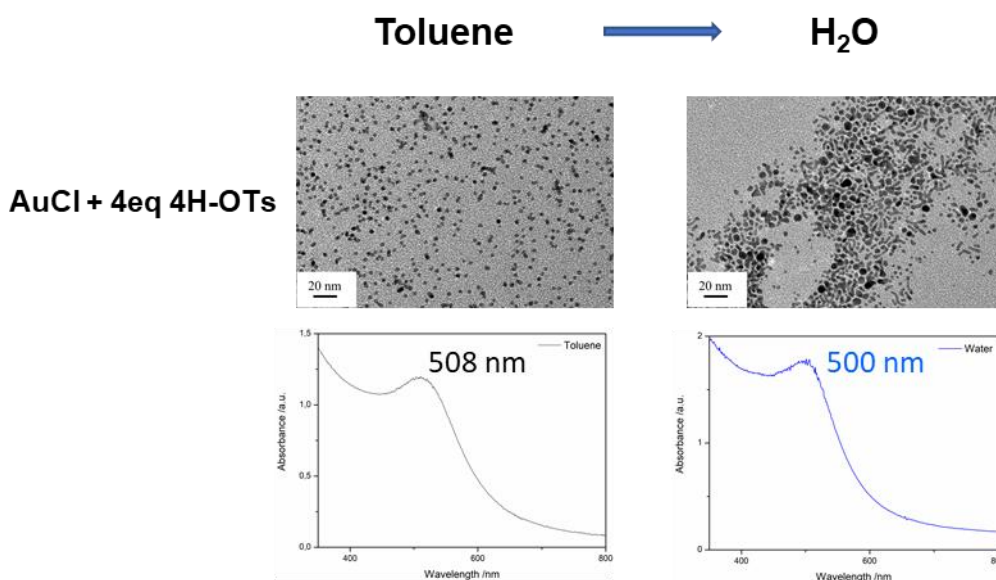 Toluene
H₂O
AuCl + 4eq 4H-OTs
20 nm
20 nm
1,5
1,0
0,5
0,0
400
600
800
Absorbance /a.u.
Wavelength /nm
Toluene
508 nm
2
1
0
400
600
800
Absorbance /a.u.
Wavelength /nm
Water
500 nm